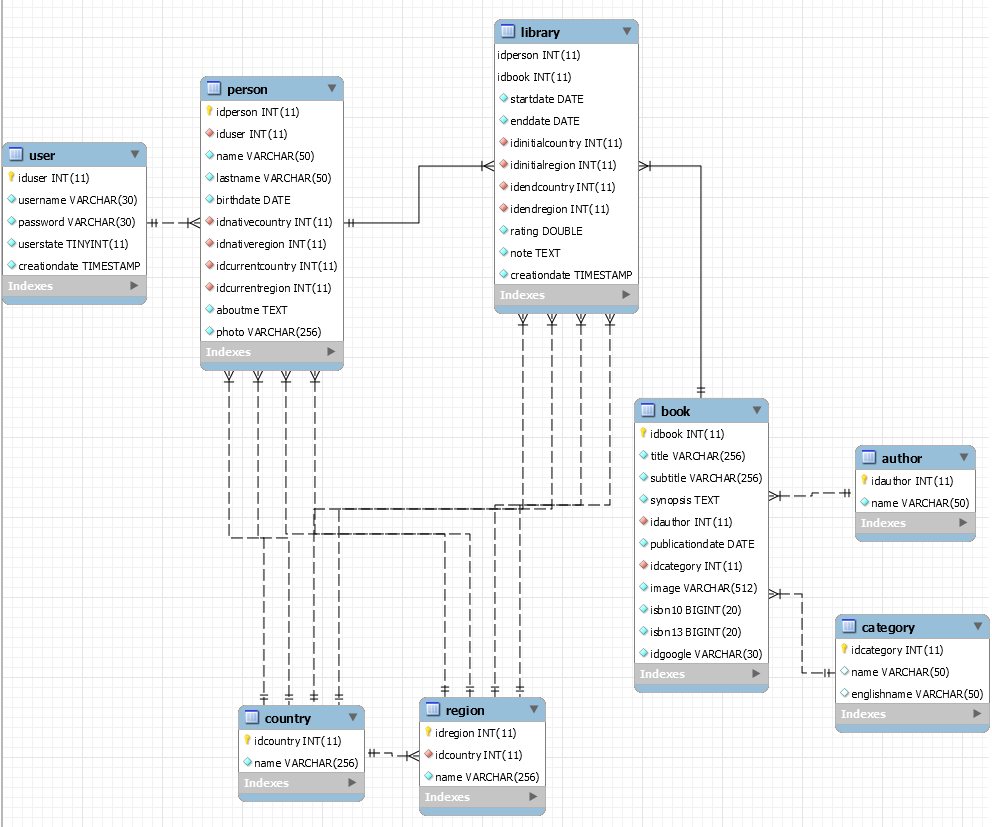 user
iduser INT(11)
username VARCHAR(30)
password VARCHAR(30)
userstate TINYINT(11)
creationdate TIMESTAMP
Indexes
person
idperson INT(11)
iduser INT(11)
name VARCHAR(50)
lastname VARCHAR(50)
birthdate DATE
idnativecountry INT(11)
idnativeregion INT(11)
idcurrentcountry INT(11)
idcurrentregion INT(11)
aboutme TEXT
photo VARCHAR(256)
Indexes
library
idperson INT(11)
idbook INT(11)
startdate DATE
enddate DATE
idinitialcountry INT(11)
idinitialregion INT(11)
idendcountry INT(11)
idendregion INT(11)
rating DOUBLE
note TEXT
creationdate TIMESTAMP
Indexes
book
idbook INT(11)
title VARCHAR(256)
subtitle VARCHAR(256)
synopsis TEXT
idauthor INT(11)
publicationdate DATE
idcategory INT(11)
image VARCHAR(512)
isbn10 BIGINT(20)
isbn13 BIGINT(20)
idgoogle VARCHAR(30)
Indexes
author
idauthor INT(11)
name VARCHAR(50)
Indexes
category
idcategory INT(11)
name VARCHAR(50)
englishname VARCHAR(50)
Indexes
country
idcountry INT(11)
name VARCHAR(256)
Indexes
region
idregion INT(11)
idcountry INT(11)
name VARCHAR(256)
Indexes